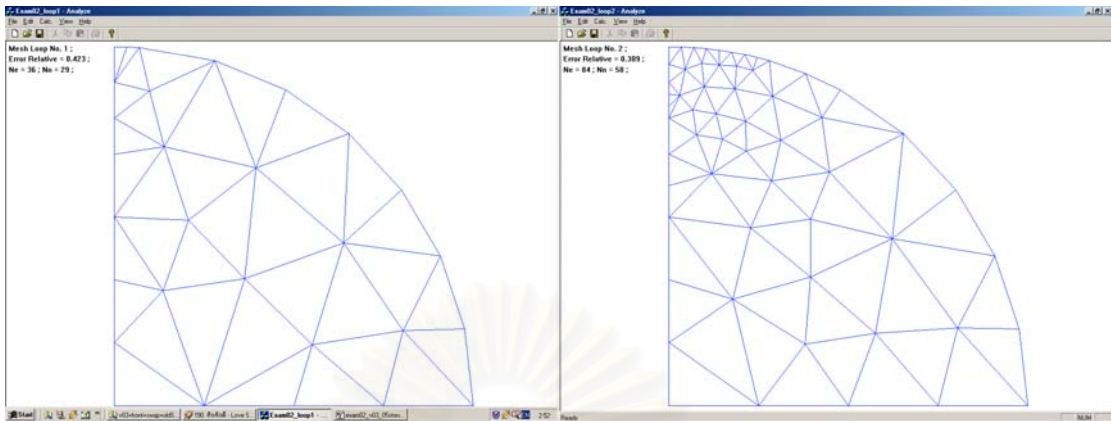 Exam02_loop1 - Analyze
File Edit Calc. View Help
Mesh Loop No. 1 ;
Error Relative = 0.423 ;
Ne = 36 ; Nn = 29 ;
Start
Exam02_loop1 - ...
2:52
Exam02_loop2 - Analyze
File Edit Calc. View Help
Mesh Loop No. 2 ;
Error Relative = 0.389 ;
Ne = 84 ; Nn = 58 ;
Ready
NUM